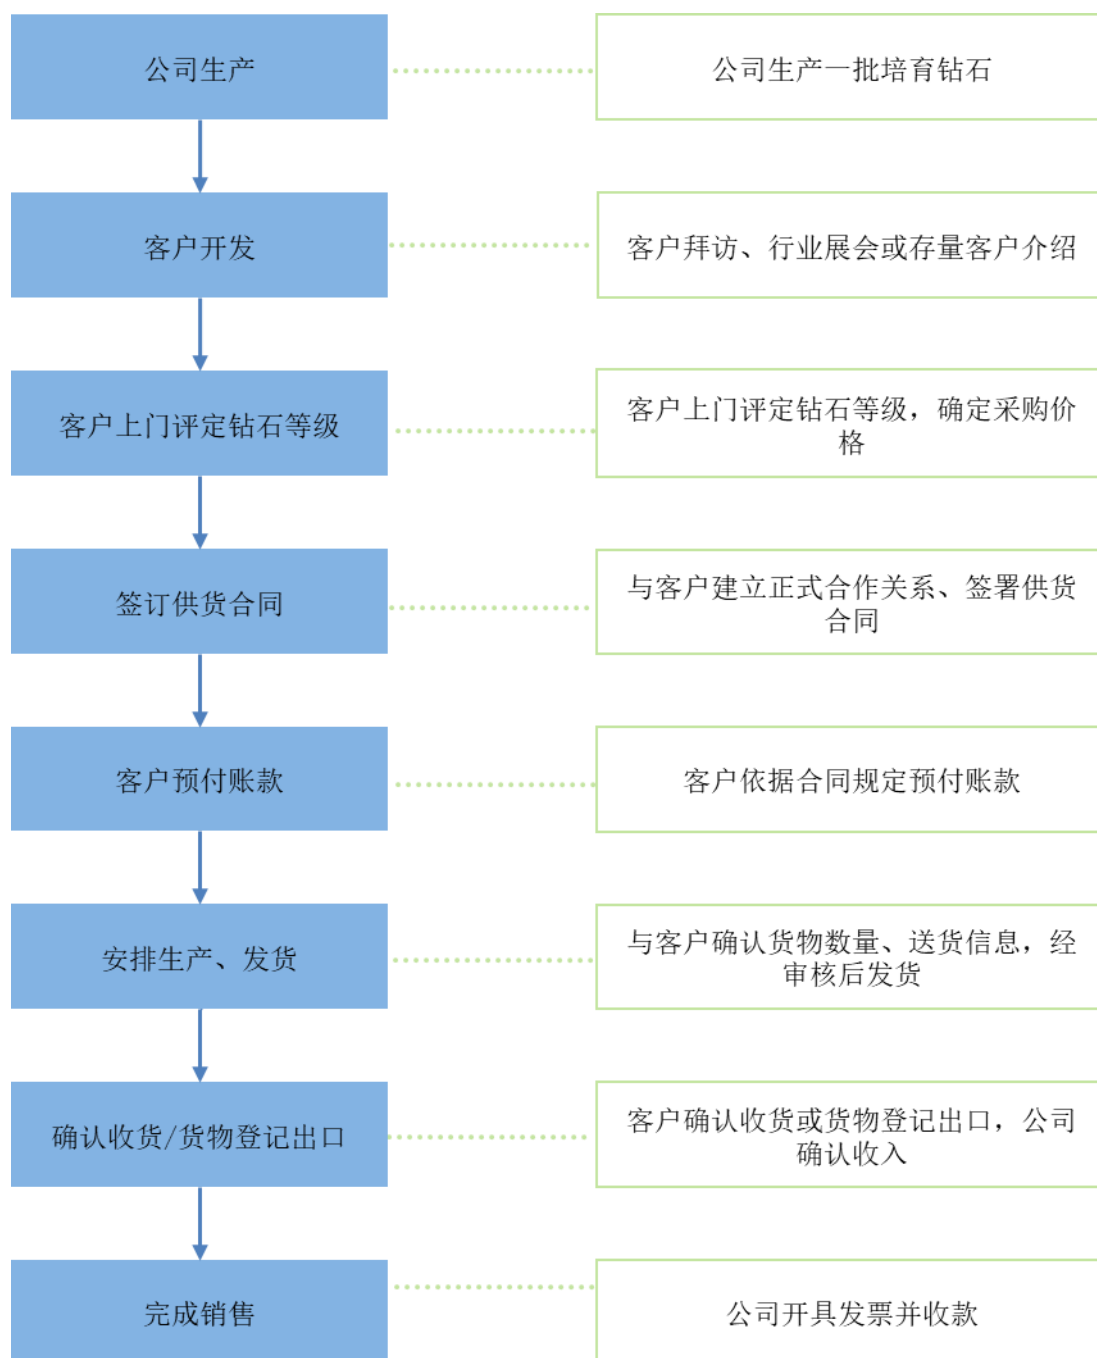 公司生产
公司生产一批培育钻石
客户开发
客户拜访、行业展会或存量客户介绍
客户上门评定钻石等级
客户上门评定钻石等级，确定采购价
格
签订供货合同
与客户建立正式合作关系、签署供货
合同
客户预付账款
客户依据合同规定预付账款
安排生产、发货
与客户确认货物数量、送货信息，经
审核后发货
确认收货/货物登记出口
客户确认收货或货物登记出口，公司
确认收入
完成销售
公司开具发票并收款